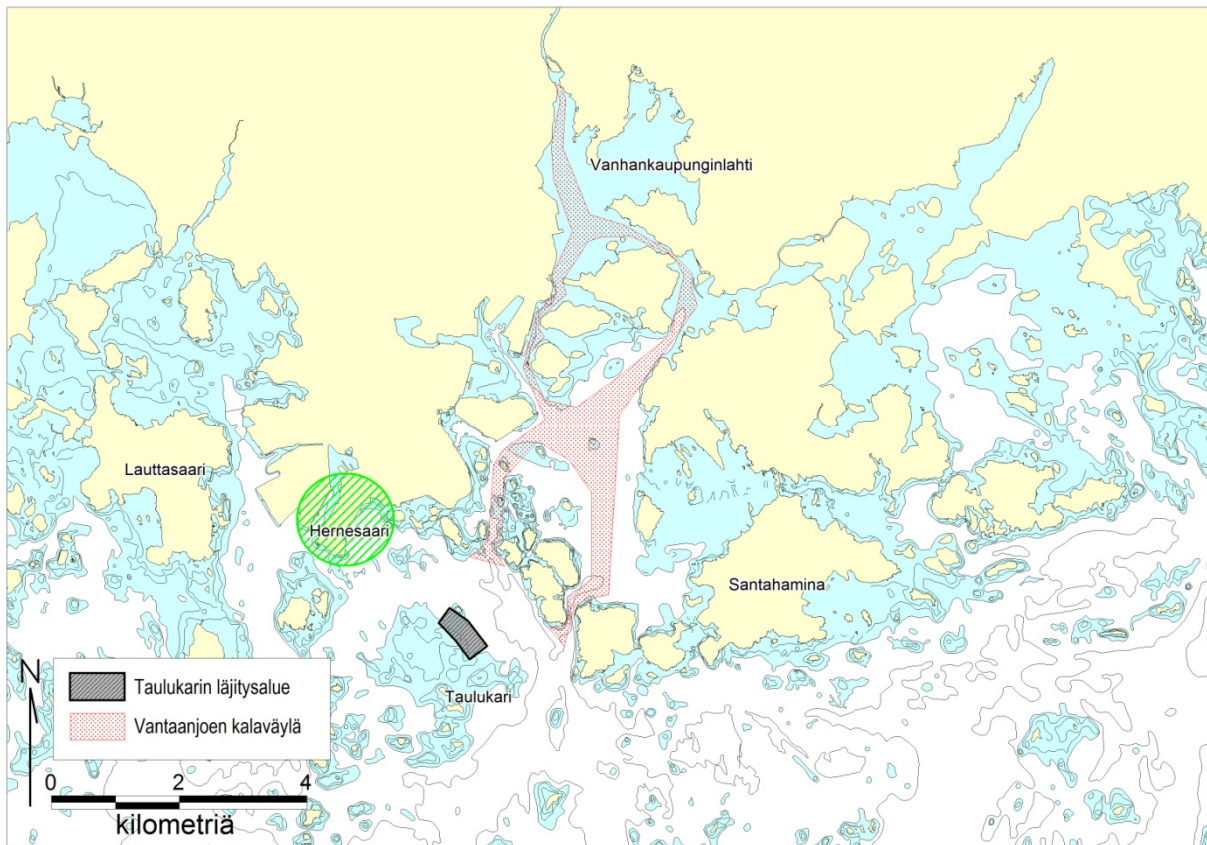 Vanhankaupunginlahti
Lauttasaari
Hernesaari
Santahamina
Taulukari
N
Taulukarin läjitysalue
Vantaanjoen kalaväylä
0 2 4
kilometriä